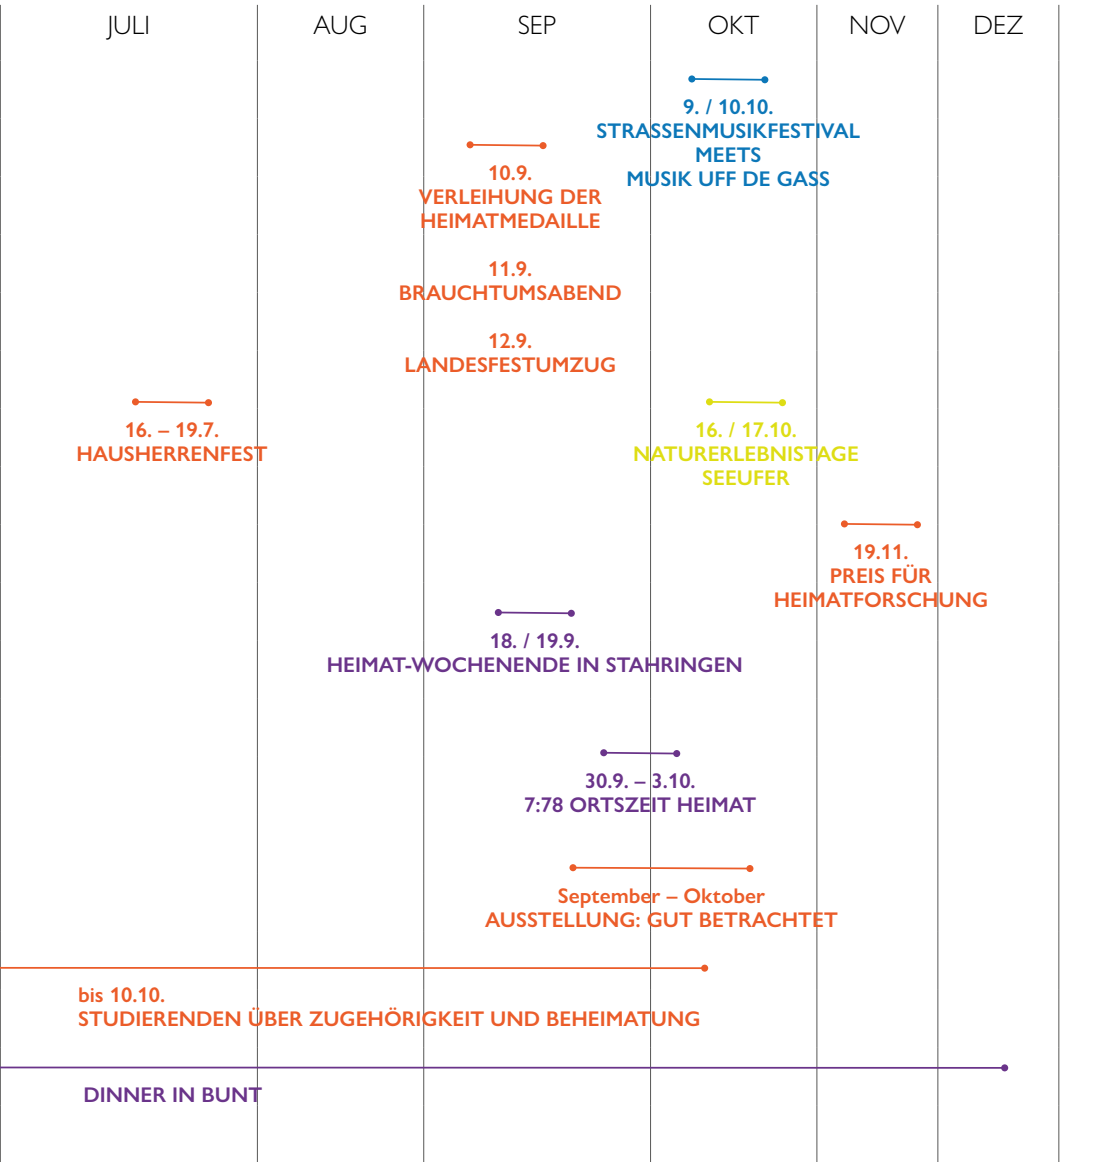 JULI
AUG
SEP
OKT
NOV
DEZ
9. / 10.10.
STRASSENMUSIKFESTIVAL
MEETS
MUSIK UFF DE GASS
10.9.
VERLEIHUNG DER
HEIMATMEDAILLE
11.9.
BRAUCHTUMSABEND
12.9.
LANDESFESTUMZUG
16. – 19.7.
HAUSHERRENFEST
16. / 17.10.
NATURERLEBNISTAGE
SEEUFER
19.11.
PREIS FÜR
HEIMATFORSCHUNG
18. / 19.9.
HEIMAT-WOCHENENDE IN STAHRINGEN
30.9. – 3.10.
7:78 ORTSZEIT HEIMAT
September – Oktober
AUSSTELLUNG: GUT BETRACHTET
bis 10.10.
STUDIERENDEN ÜBER ZUGEHÖRIGKEIT UND BEHEIMATUNG
DINNER IN BUNT